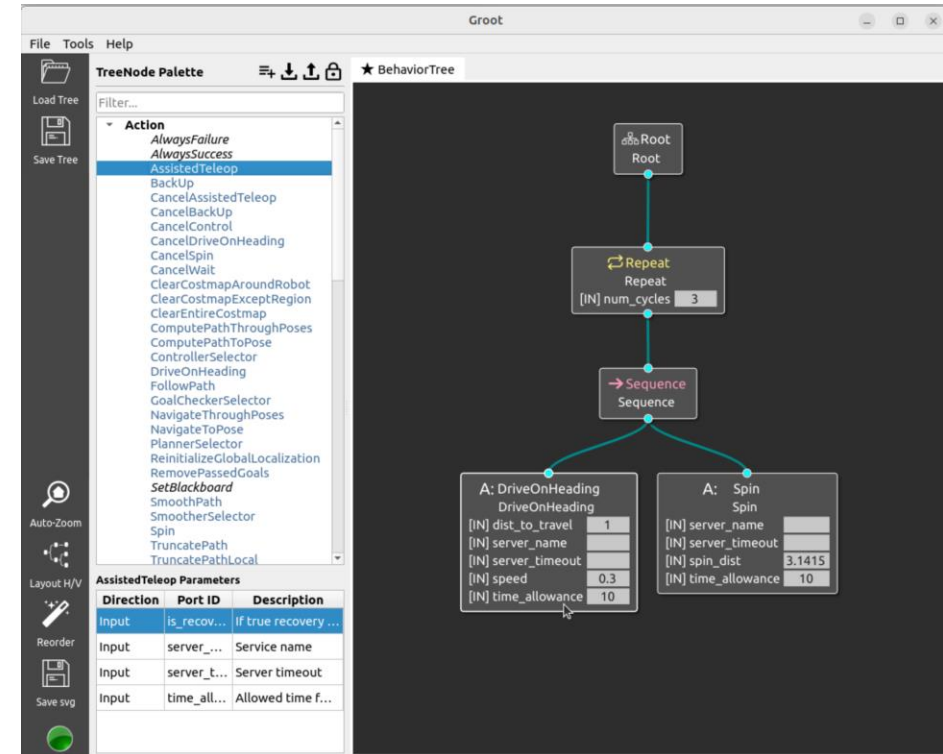 Groot
File Tools Help
Load Tree
Save Tree
Auto-Zoom
Layout H/V
Reorder
Save svg
TreeNode Palette
Filter...
Action
AlwaysFailure
AlwaysSuccess
AssistedTeleop
BackUp
CancelAssistedTeleop
CancelBackUp
CancelControl
CancelDriveOnHeading
CancelSpin
CancelWait
ClearCostmapAroundRobot
ClearCostmapExceptRegion
ClearEntireCostmap
ComputePathThroughPoses
ComputePathToPose
ControllerSelector
DriveOnHeading
FollowPath
GoalCheckerSelector
NavigateThroughPoses
NavigateToPose
PlannerSelector
ReinitializeGlobalLocalization
RemovePassedGoals
SetBlackboard
SmoothPath
SmootherSelector
Spin
TruncatePath
TruncatePathLocal
AssistedTeleop Parameters
Direction Port ID Description
Input is_recov... If true recovery ...
Input server_... Service name
Input server_t... Server timeout
Input time_all... Allowed time f...
★ BehaviorTree
Root
Root
Repeat
Repeat
[IN] num_cycles 3
Sequence
Sequence
A: DriveOnHeading
DriveOnHeading
[IN] dist_to_travel 1
[IN] server_name
[IN] server_timeout
[IN] speed 0.3
[IN] time_allowance 10
A: Spin
Spin
[IN] server_name
[IN] server_timeout
[IN] spin_dist 3.1415
[IN] time_allowance 10